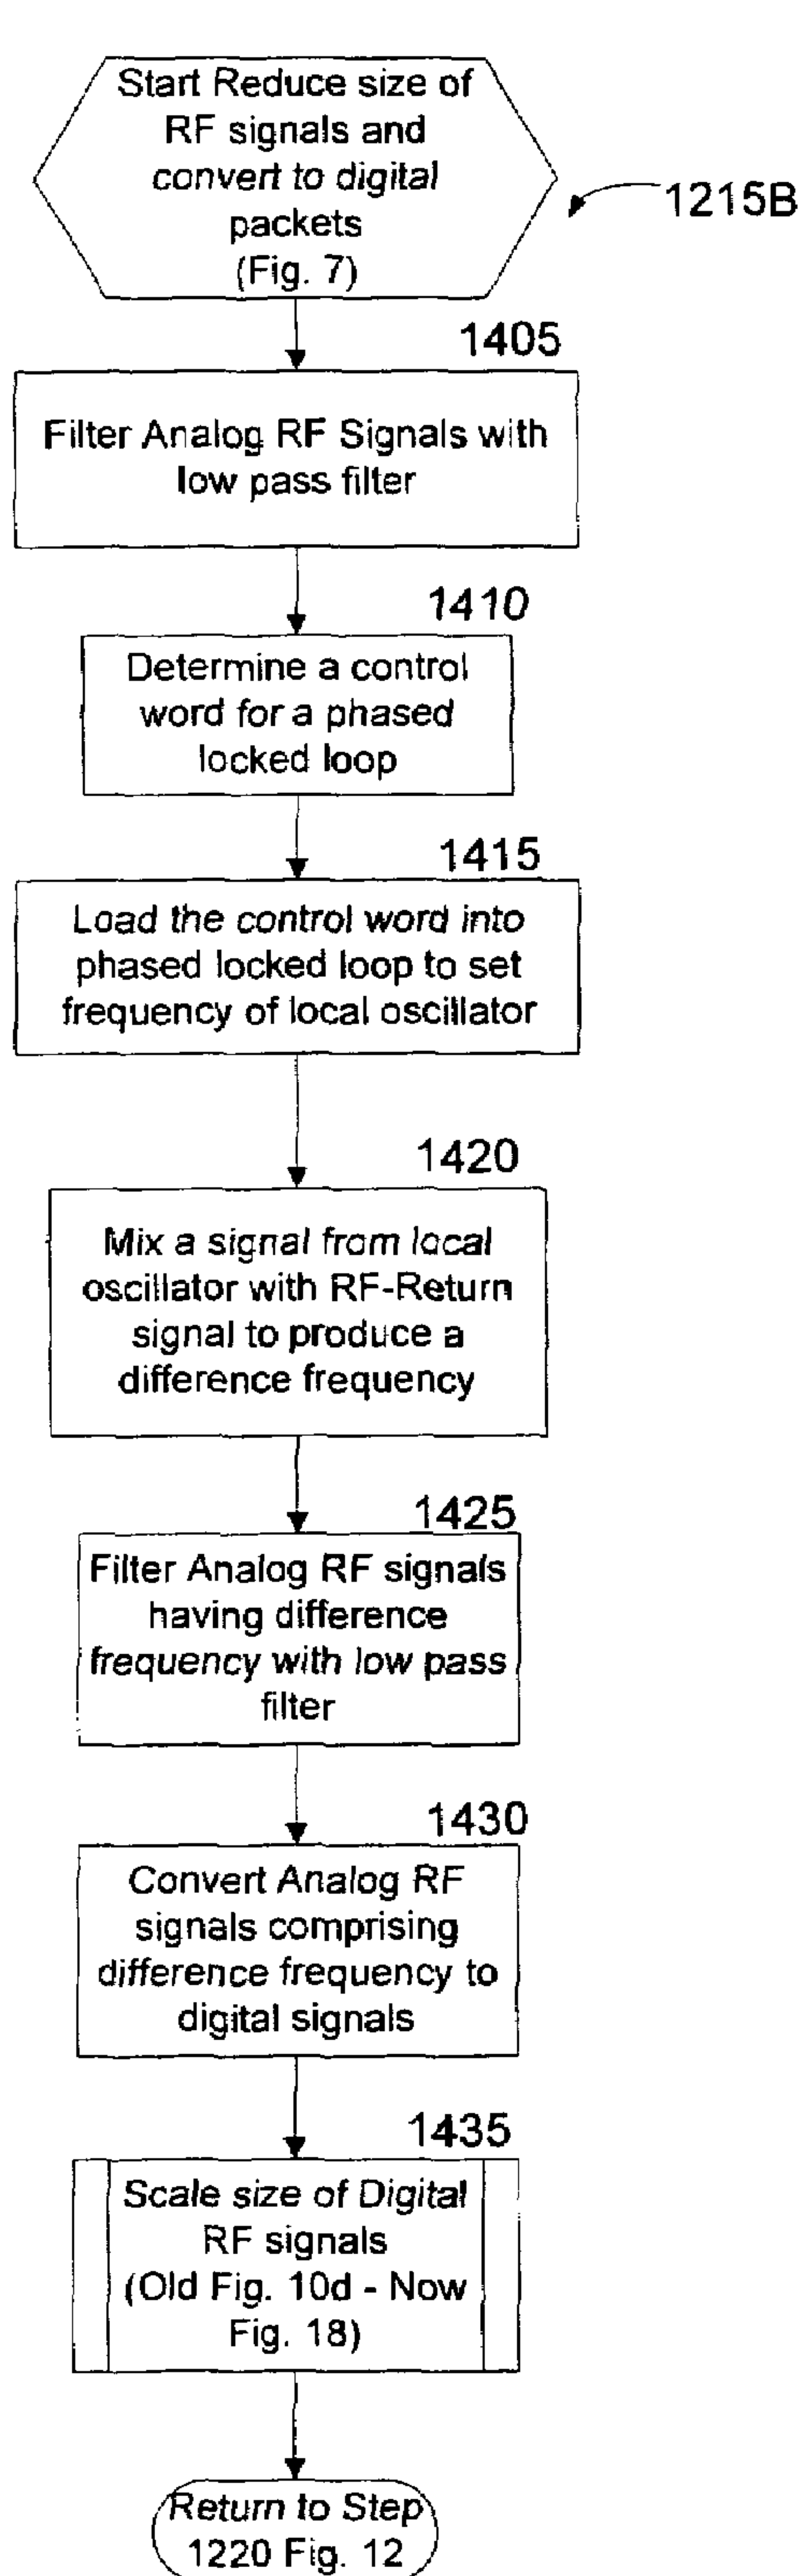 Start Reduce size of
RF signals and
convert to digital
packets
(Fig. 7)
1215B
1405
Filter Analog RF Signals with
low pass filter
1410
Determine a control
word for a phased
locked loop
1415
Load the control word into
phased locked loop to set
frequency of local oscillator
1420
Mix a signal from local
oscillator with RF-Return
signal to produce a
difference frequency
1425
Filter Analog RF signals
having difference
frequency with low pass
filter
1430
Convert Analog RF
signals comprising
difference frequency to
digital signals
1435
Scale size of Digital
RF signals
(Old Fig. 10d - Now
Fig. 18)
Return to Step
1220 Fig. 12